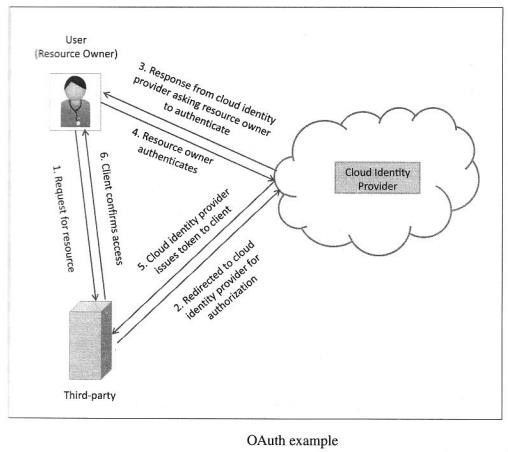 User
(Resource Owner)
3. Response from cloud identity
provider asking resource owner
to authenticate
4. Resource owner
authenticates
Cloud Identity
Provider
1. Request for resource
6. Client confirms access
5. Cloud identity provider
issues token to client
2. Redirected to cloud
identity provider for
authorization
Third-party
OAuth example